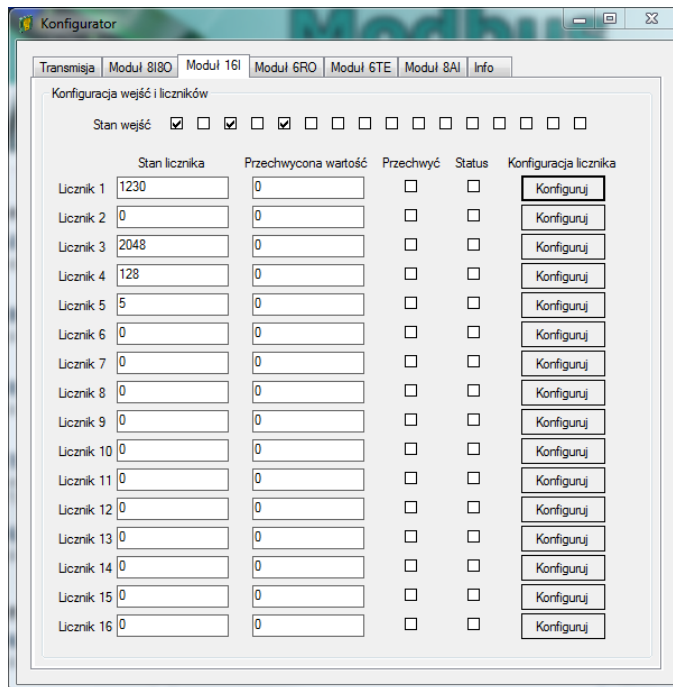 Konfigurator
Modbus
Transmisja Moduł 8I8O Moduł 16I Moduł 6RO Moduł 6TE Moduł 8AI Info
Konfiguracja wejść i liczników
Stan wejść
Stan licznika Przechwycona wartość Przechwyć Status Konfiguracja licznika
Licznik 1 1230 0 Konfiguruj
Licznik 2 0 0 Konfiguruj
Licznik 3 2048 0 Konfiguruj
Licznik 4 128 0 Konfiguruj
Licznik 5 5 0 Konfiguruj
Licznik 6 0 0 Konfiguruj
Licznik 7 0 0 Konfiguruj
Licznik 8 0 0 Konfiguruj
Licznik 9 0 0 Konfiguruj
Licznik 10 0 0 Konfiguruj
Licznik 11 0 0 Konfiguruj
Licznik 12 0 0 Konfiguruj
Licznik 13 0 0 Konfiguruj
Licznik 14 0 0 Konfiguruj
Licznik 15 0 0 Konfiguruj
Licznik 16 0 0 Konfiguruj